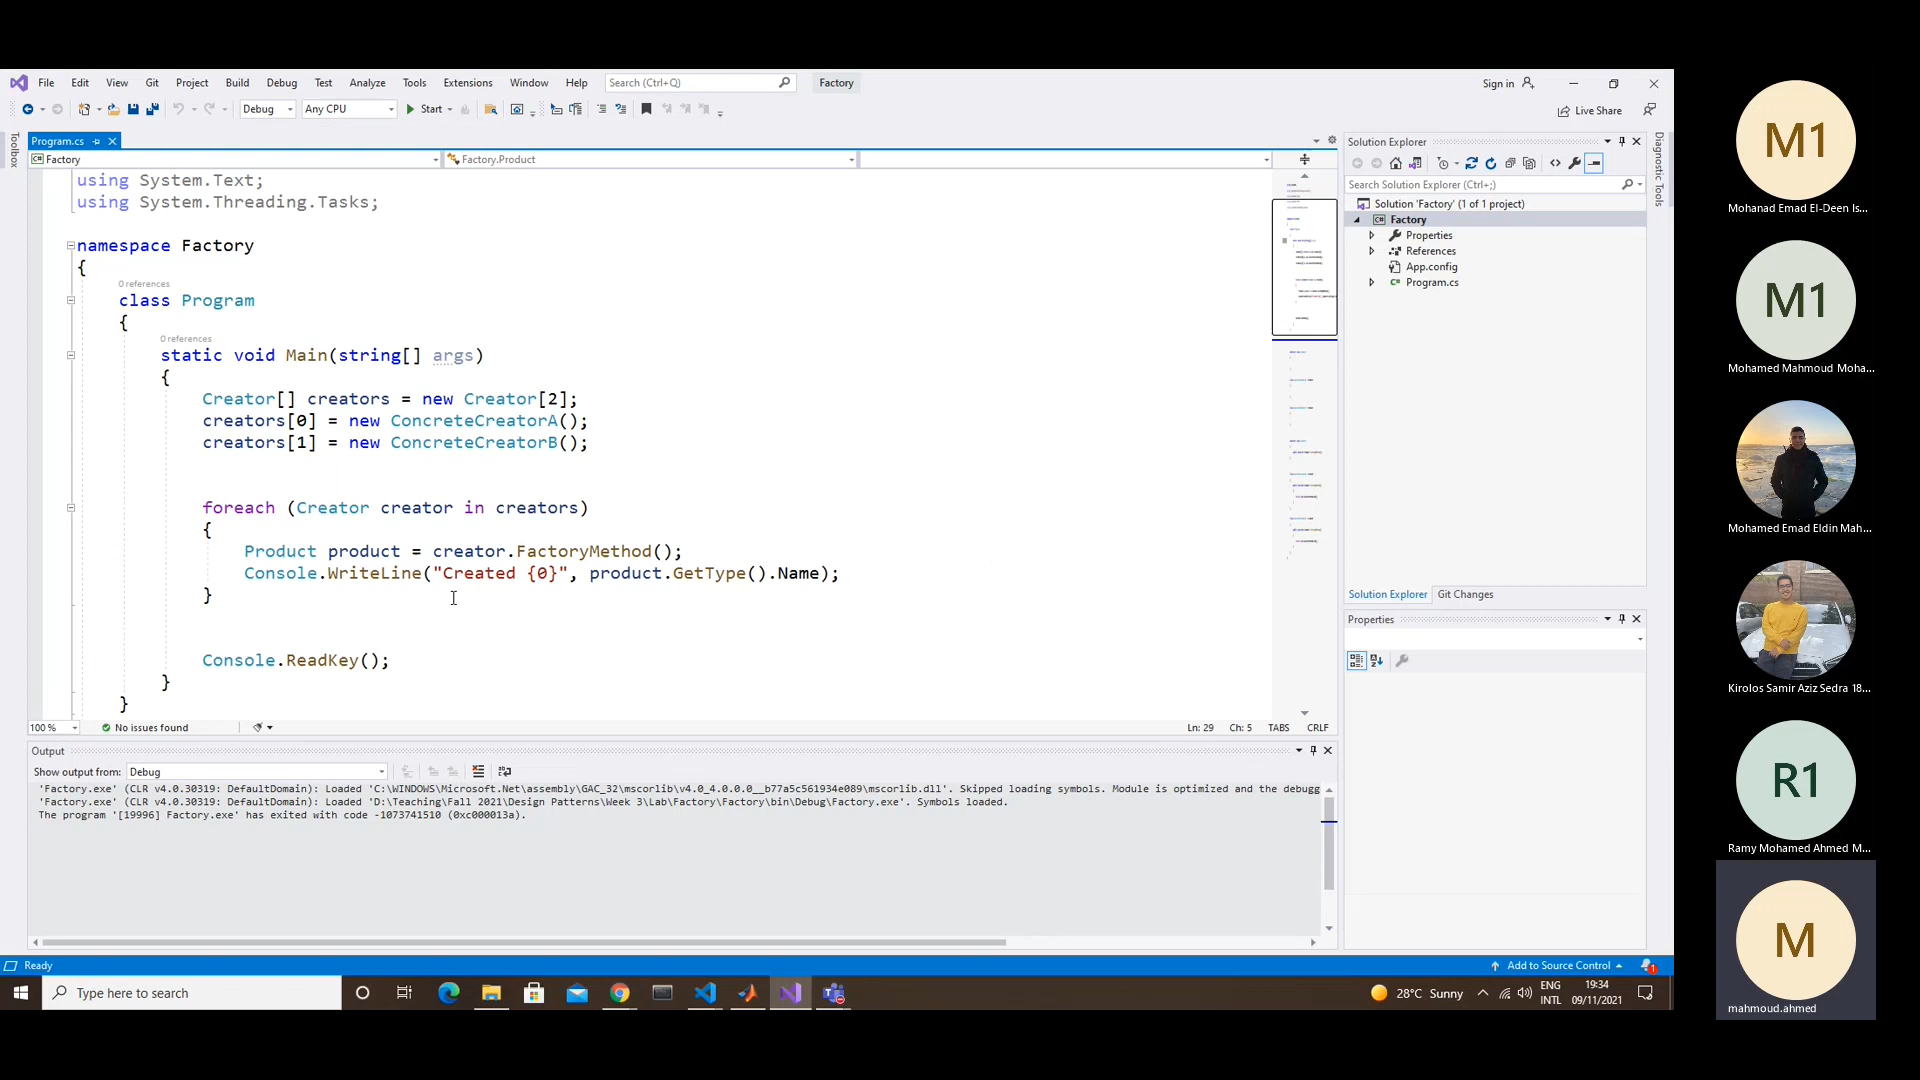 File Edit View Git Project Build Debug Test Analyze Tools Extensions Window Help Search (Ctrl+Q) Factory Sign in
Debug Any CPU Start Live Share
Toolbox
Program.cs
Factory Factory.Product
using System.Text;
using System.Threading.Tasks;
namespace Factory
{
0 references
class Program
{
0 references
static void Main(string[] args)
{
Creator[] creators = new Creator[2];
creators[0] = new ConcreteCreatorA();
creators[1] = new ConcreteCreatorB();
foreach (Creator creator in creators)
{
Product product = creator.FactoryMethod();
Console.WriteLine("Created {0}", product.GetType().Name);
}
Console.ReadKey();
}
}
100 % No issues found Ln: 29 Ch: 5 TABS CRLF
Output
Show output from: Debug
'Factory.exe' (CLR v4.0.30319: DefaultDomain): Loaded 'C:\WINDOWS\Microsoft.Net\assembly\GAC_32\mscorlib\v4.0_4.0.0.0__b77a5c561934e089\mscorlib.dll'. Skipped loading symbols. Module is optimized and the debugg
'Factory.exe' (CLR v4.0.30319: DefaultDomain): Loaded 'D:\Teaching\Fall 2021\Design Patterns\Week 3\Lab\Factory\Factory\bin\Debug\Factory.exe'. Symbols loaded.
The program '[19996] Factory.exe' has exited with code -1073741510 (0xc000013a).
Solution Explorer
Search Solution Explorer (Ctrl+;)
Solution 'Factory' (1 of 1 project)
Factory
Properties
References
App.config
Program.cs
Solution Explorer Git Changes
Properties
Diagnostic Tools
Ready Add to Source Control 1
Type here to search 28°C Sunny ENG INTL 19:34 09/11/2021
M1
Mohanad Emad El-Deen Is...
M1
Mohamed Mahmoud Moha...
Mohamed Emad Eldin Mah...
Kirolos Samir Aziz Sedra 18...
R1
Ramy Mohamed Ahmed M...
M
mahmoud.ahmed